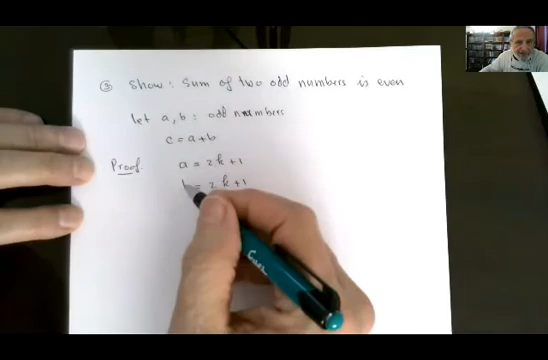 ③ Show: Sum of two odd numbers is even
let a, b: odd numbers
c = a+b
Proof. a = 2k+1
= 2k+1